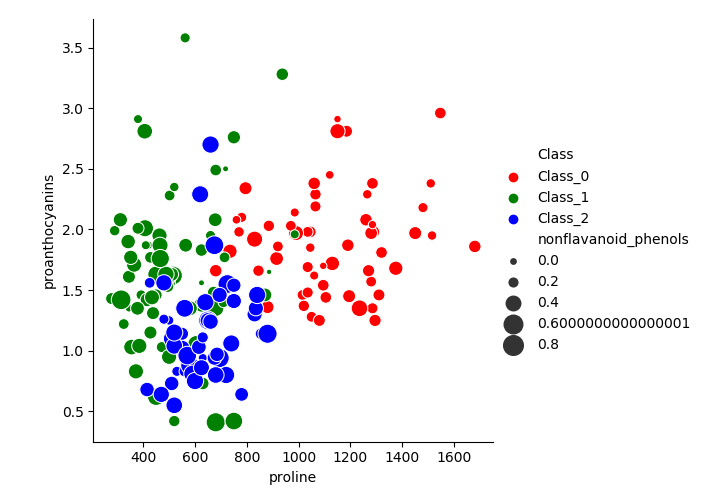 3.5
3.0
2.5
2.0
1.5
1.0
0.5
proanthocyanins
400 600 800 1000 1200 1400 1600
proline
Class
Class_0
Class_1
Class_2
nonflavanoid_phenols
0.0
0.2
0.4
0.6000000000000001
0.8